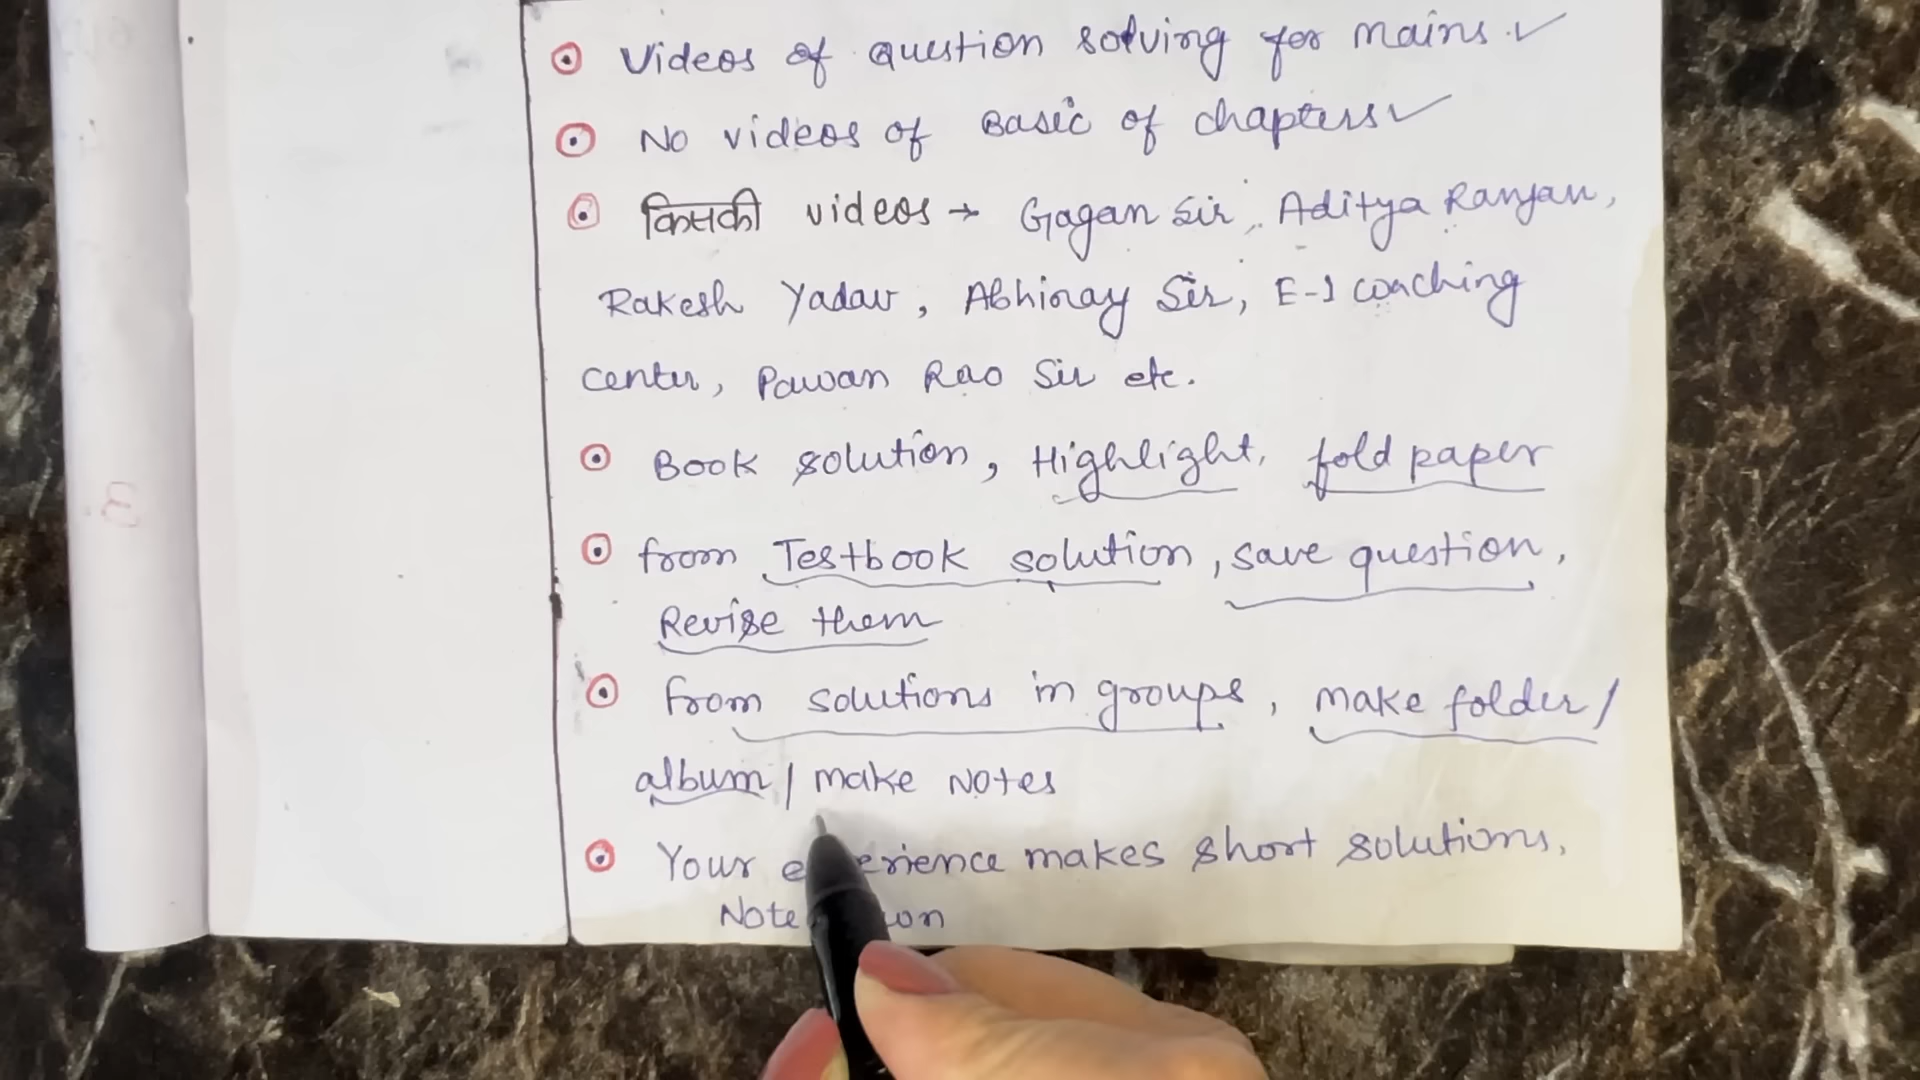 Videos of question solving for mains.
No videos of Basic of chapters
किसकी videos → Gagan Sir, Aditya Ranjan,
Rakesh Yadav, Abhinay Sir, E-1 coaching
center, Pawan Rao Sir etc.
Book solution, Highlight, fold paper
from Testbook solution, save question,
Revise them
from solutions in groups, make folder/
album/make Notes
Your makes short solutions,